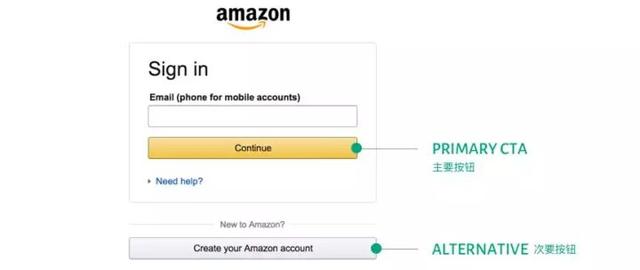 amazon
Sign in
Email (phone for mobile accounts)
Continue
PRIMARY CTA
主要按钮
Need help?
New to Amazon?
Create your Amazon account
ALTERNATIVE 次要按钮